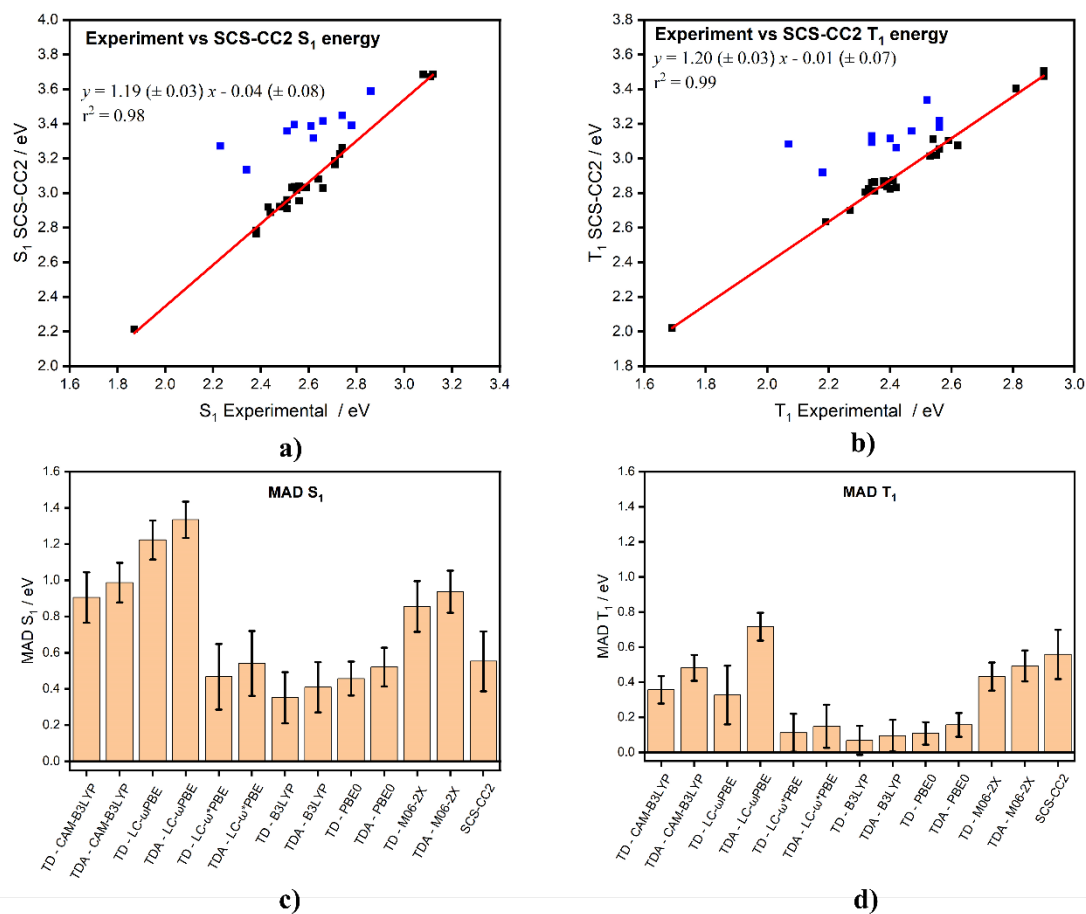 Experiment vs SCS-CC2 S1 energy
y = 1.19 (± 0.03) x - 0.04 (± 0.08)
r² = 0.98
S1 SCS-CC2 / eV
4.0
3.8
3.6
3.4
3.2
3.0
2.8
2.6
2.4
2.2
2.0
1.6 1.8 2.0 2.2 2.4 2.6 2.8 3.0 3.2 3.4
S1 Experimental / eV
a)
Experiment vs SCS-CC2 T1 energy
y = 1.20 (± 0.03) x - 0.01 (± 0.07)
r² = 0.99
T1 SCS-CC2 / eV
3.8
3.6
3.4
3.2
3.0
2.8
2.6
2.4
2.2
2.0
1.8
1.6 1.8 2.0 2.2 2.4 2.6 2.8 3.0
T1 Experimental / eV
b)
MAD S1
MAD S1 / eV
1.6
1.4
1.2
1.0
0.8
0.6
0.4
0.2
0.0
TD - CAM-B3LYP
TDA - CAM-B3LYP
TD - LC-ωPBE
TDA - LC-ωPBE
TD - LC-ω*PBE
TDA - LC-ω*PBE
TD - B3LYP
TDA - B3LYP
TD - PBE0
TDA - PBE0
TD - M06-2X
TDA - M06-2X
SCS-CC2
c)
MAD T1
MAD T1 / eV
1.6
1.4
1.2
1.0
0.8
0.6
0.4
0.2
0.0
TD - CAM-B3LYP
TDA - CAM-B3LYP
TD - LC-ωPBE
TDA - LC-ωPBE
TD - LC-ω*PBE
TDA - LC-ω*PBE
TD - B3LYP
TDA - B3LYP
TD - PBE0
TDA - PBE0
TD - M06-2X
TDA - M06-2X
SCS-CC2
d)